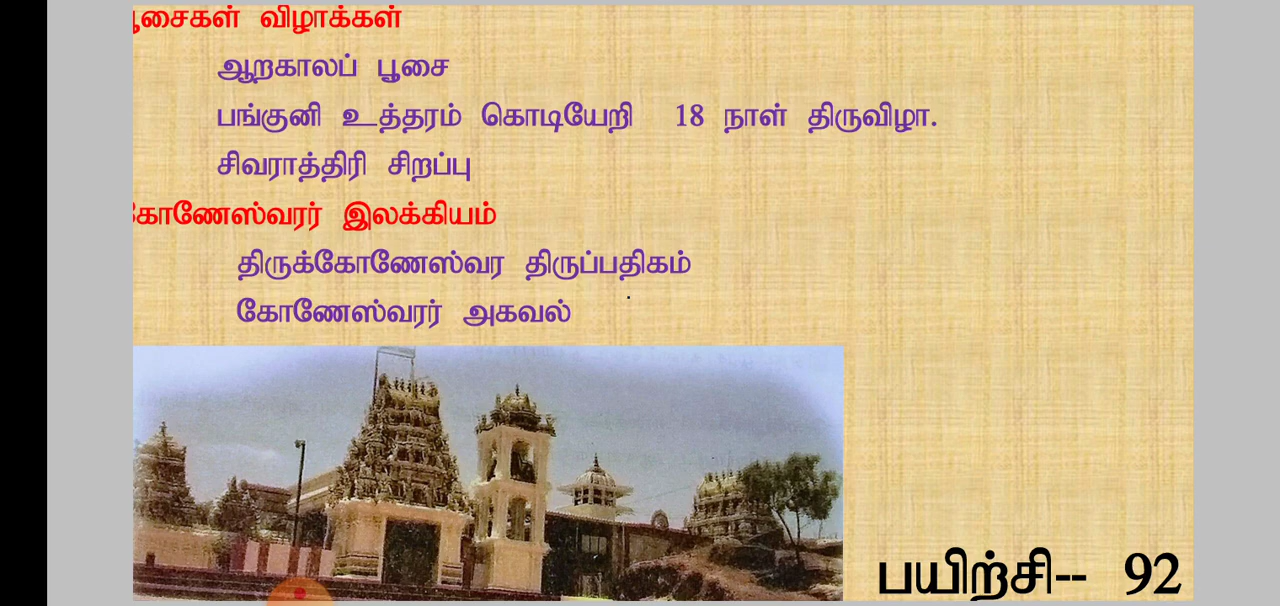 பூசைகள் விழாக்கள்
ஆறகாலப் பூசை
பங்குனி உத்தரம் கொடியேறி 18 நாள் திருவிழா.
சிவராத்திரி சிறப்பு
கோணேஸ்வரர் இலக்கியம்
திருக்கோணேஸ்வர திருப்பதிகம்
கோணேஸ்வரர் அகவல்
பயிற்சி-- 92